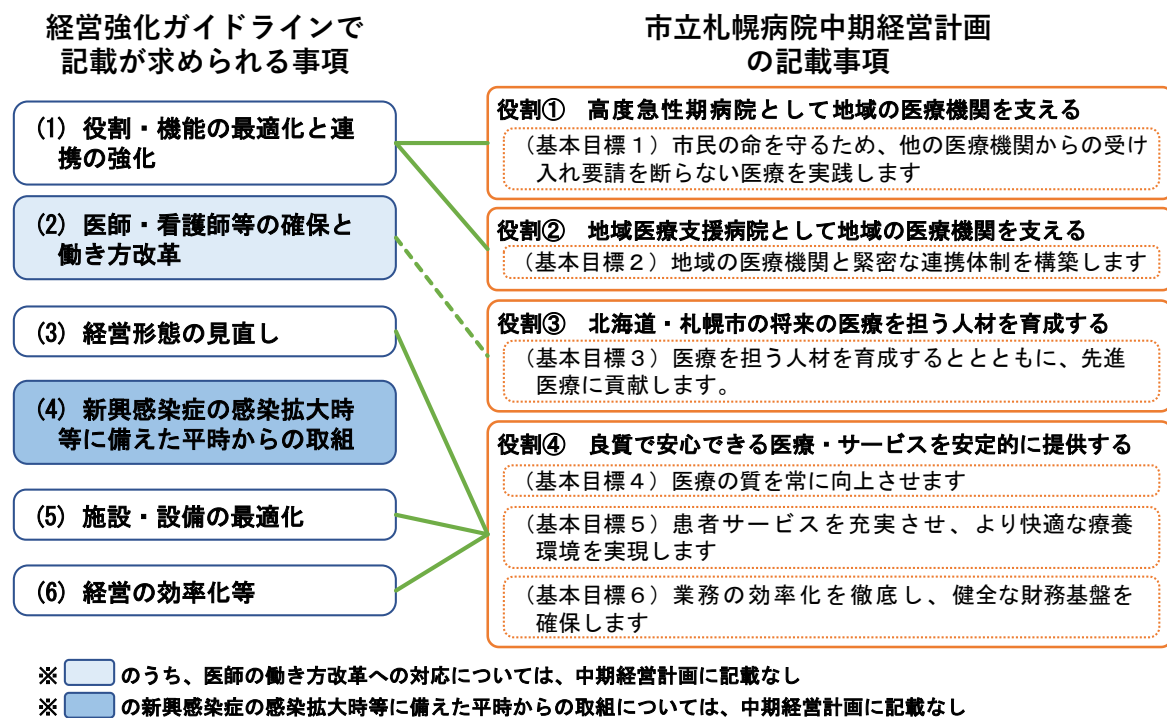 経営強化ガイドラインで
記載が求められる事項
(1) 役割・機能の最適化と連
携の強化
(2) 医師・看護師等の確保と
働き方改革
(3) 経営形態の見直し
(4) 新興感染症の感染拡大時
等に備えた平時からの取組
(5) 施設・設備の最適化
(6) 経営の効率化等
市立札幌病院中期経営計画
の記載事項
役割① 高度急性期病院として地域の医療機関を支える
（基本目標１）市民の命を守るため、他の医療機関からの受け
入れ要請を断らない医療を実践します
役割② 地域医療支援病院として地域の医療機関を支える
（基本目標２）地域の医療機関と緊密な連携体制を構築します
役割③ 北海道・札幌市の将来の医療を担う人材を育成する
（基本目標３）医療を担う人材を育成するととともに、先進
医療に貢献します。
役割④ 良質で安心できる医療・サービスを安定的に提供する
（基本目標４）医療の質を常に向上させます
（基本目標５）患者サービスを充実させ、より快適な療養
環境を実現します
（基本目標６）業務の効率化を徹底し、健全な財務基盤を
確保します
※ のうち、医師の働き方改革への対応については、中期経営計画に記載なし
※ の新興感染症の感染拡大時等に備えた平時からの取組については、中期経営計画に記載なし